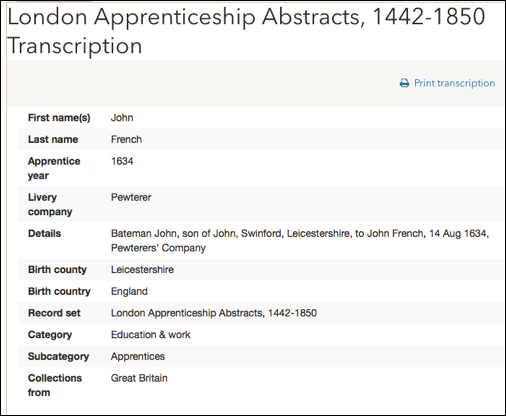 London Apprenticeship Abstracts, 1442-1850
Transcription
Print transcription
First name(s) John
Last name French
Apprentice year 1634
Livery company Pewterer
Details Bateman John, son of John, Swinford, Leicestershire, to John French, 14 Aug 1634,
Pewterers' Company
Birth county Leicestershire
Birth country England
Record set London Apprenticeship Abstracts, 1442-1850
Category Education & work
Subcategory Apprentices
Collections from Great Britain